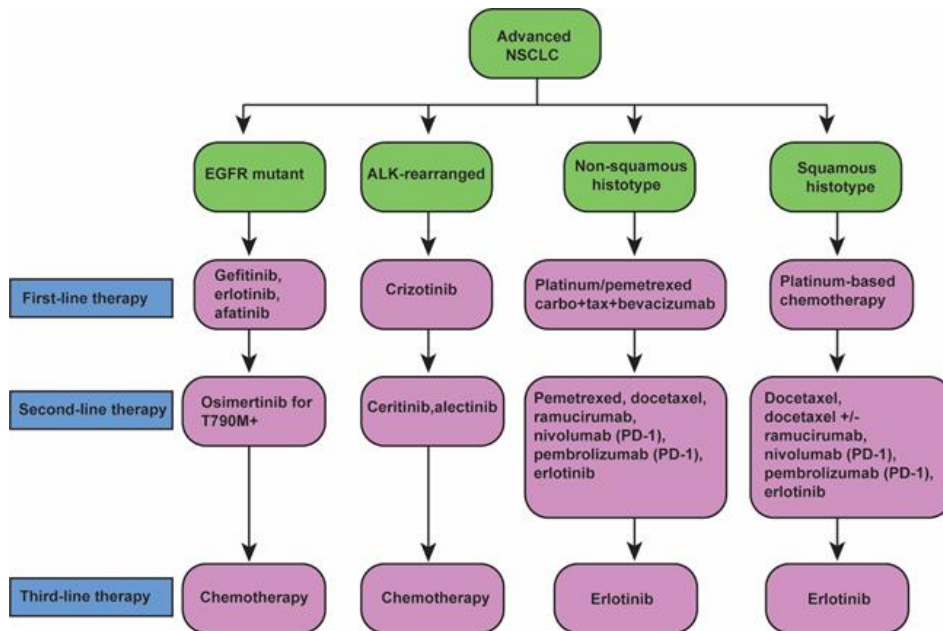 Advanced
NSCLC
EGFR mutant
ALK-rearranged
Non-squamous
histotype
Squamous
histotype
First-line therapy
Gefitinib,
erlotinib,
afatinib
Crizotinib
Platinum/pemetrexed
carbo+tax+bevacizumab
Platinum-based
chemotherapy
Second-line therapy
Osimertinib for
T790M+
Ceritinib,alectinib
Pemetrexed, docetaxel,
ramucirumab,
nivolumab (PD-1),
pembrolizumab (PD-1),
erlotinib
Docetaxel,
docetaxel +/-
ramucirumab,
nivolumab (PD-1),
pembrolizumab (PD-1),
erlotinib
Third-line therapy
Chemotherapy
Chemotherapy
Erlotinib
Erlotinib